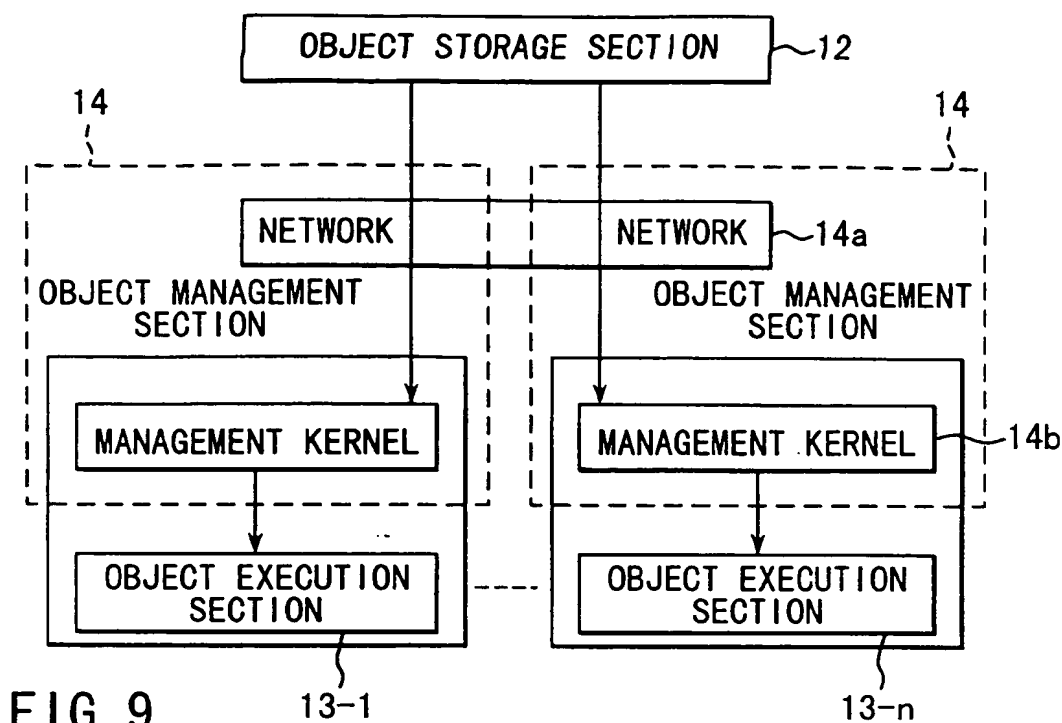 OBJECT STORAGE SECTION
12
14
14
NETWORK
NETWORK
14a
OBJECT MANAGEMENT
SECTION
OBJECT MANAGEMENT
SECTION
MANAGEMENT KERNEL
MANAGEMENT KERNEL
14b
OBJECT EXECUTION
SECTION
OBJECT EXECUTION
SECTION
FIG. 9
13-1
13-n